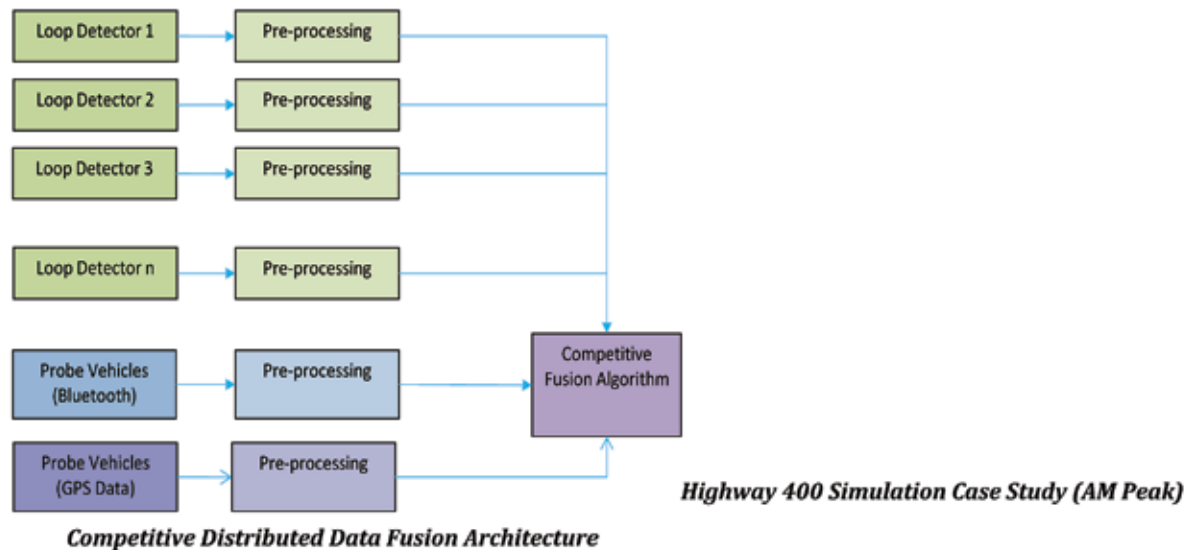 Loop Detector 1
Pre-processing
Loop Detector 2
Pre-processing
Loop Detector 3
Pre-processing
Loop Detector n
Pre-processing
Probe Vehicles
(Bluetooth)
Pre-processing
Competitive
Fusion Algorithm
Probe Vehicles
(GPS Data)
Pre-processing
Highway 400 Simulation Case Study (AM Peak)
Competitive Distributed Data Fusion Architecture